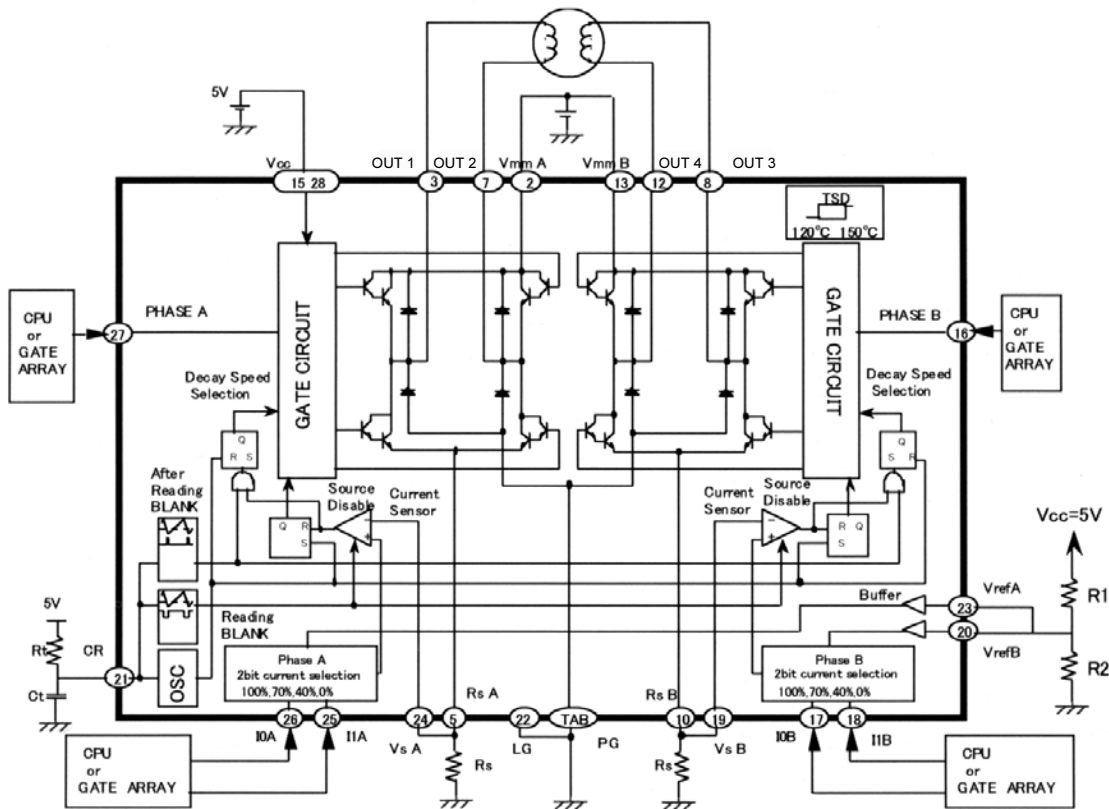 5V
Vcc
OUT 1
OUT 2
Vmm A
Vmm B
OUT 4
OUT 3
15 28
3
7
2
13
12
8
TSD
120°C 150°C
CPU
or
GATE
ARRAY
27
PHASE A
GATE CIRCUIT
GATE CIRCUIT
PHASE B
16
CPU
or
GATE
ARRAY
Decay Speed
Selection
Decay Speed
Selection
Q
R S
Q
S R
After
Reading
BLANK
Source
Disable
Current
Sensor
Current
Sensor
Source
Disable
Q R
S
−
+
−
+
R Q
S
Vcc=5V
R1
R2
Reading
BLANK
Buffer
23
VrefA
20
VrefB
5V
Rt
CR
Ct
21
OSC
Phase A
2bit current selection
100%,70%,40%,0%
Phase B
2bit current selection
100%,70%,40%,0%
Rs A
Rs B
26
25
24
5
22
TAB
10
19
17
18
I0A
I1A
Vs A
LG
PG
Vs B
I0B
I1B
Rs
Rs
CPU
or
GATE ARRAY
CPU
or
GATE ARRAY